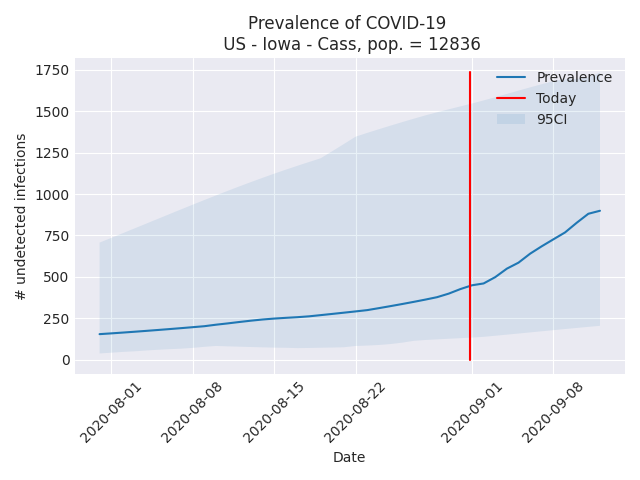 Prevalence of COVID-19
US - Iowa - Cass, pop. = 12836
1750
1500
1250
1000
750
500
250
0
# undetected infections
Prevalence
Today
95CI
2020-08-01
2020-08-08
2020-08-15
2020-08-22
2020-09-01
2020-09-08
Date